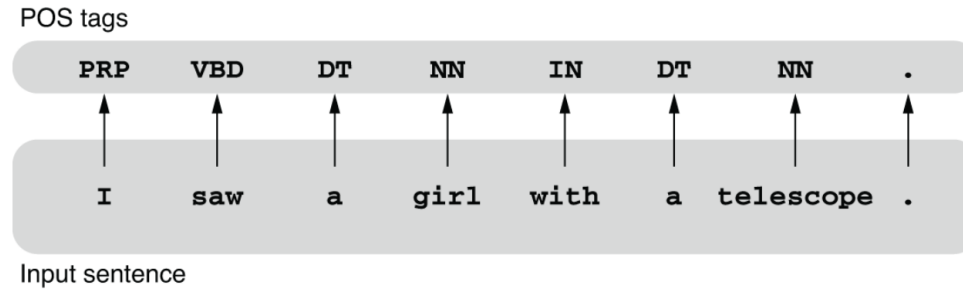 POS tags
PRP VBD DT NN IN DT NN .
I saw a girl with a telescope .
Input sentence